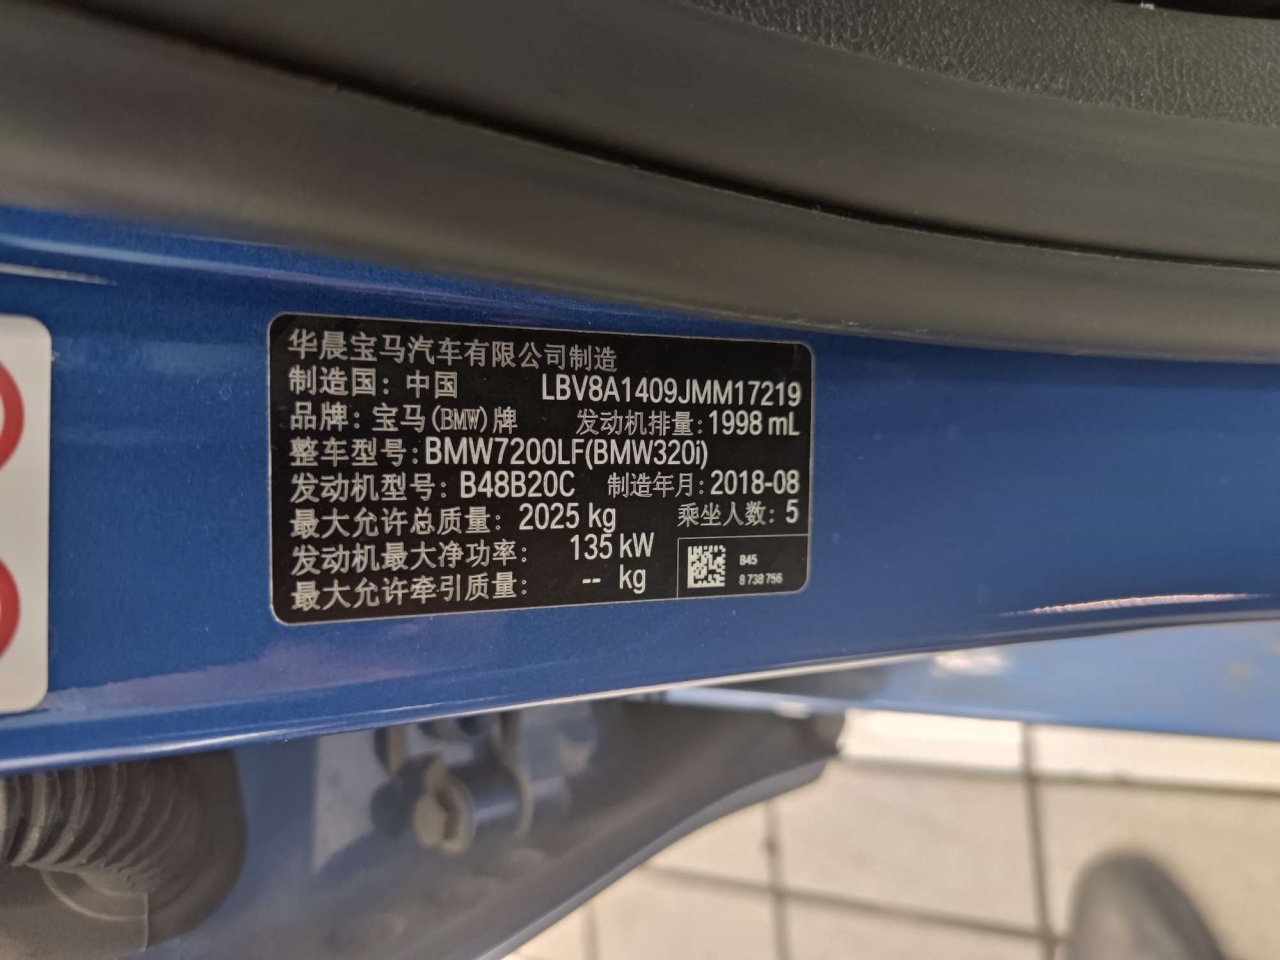 华晨宝马汽车有限公司制造
制造国：中国 LBV8A1409JMM17219
品牌：宝马(BMW)牌 发动机排量：1998 mL
整车型号：BMW7200LF(BMW320i)
发动机型号：B48B20C 制造年月：2018-08
最大允许总质量：2025 kg 乘坐人数：5
发动机最大净功率：135 kW
最大允许牵引质量：-- kg
B45
8 738 756